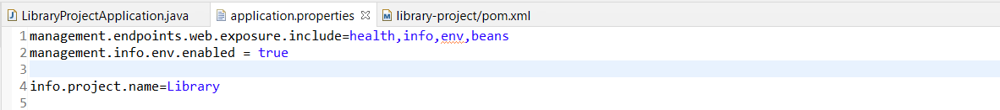 LibraryProjectApplication.java application.properties library-project/pom.xml
1 management.endpoints.web.exposure.include=health,info,env,beans
2 management.info.env.enabled = true
3
4 info.project.name=Library
5